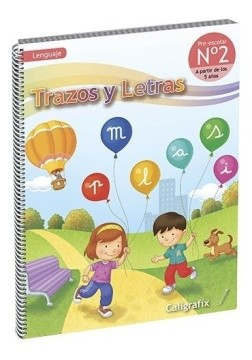 Lenguaje
Pre-escolar
Nº2
A partir de los
5 años
Trazos y Letras
m a s
p l i
Caligrafix